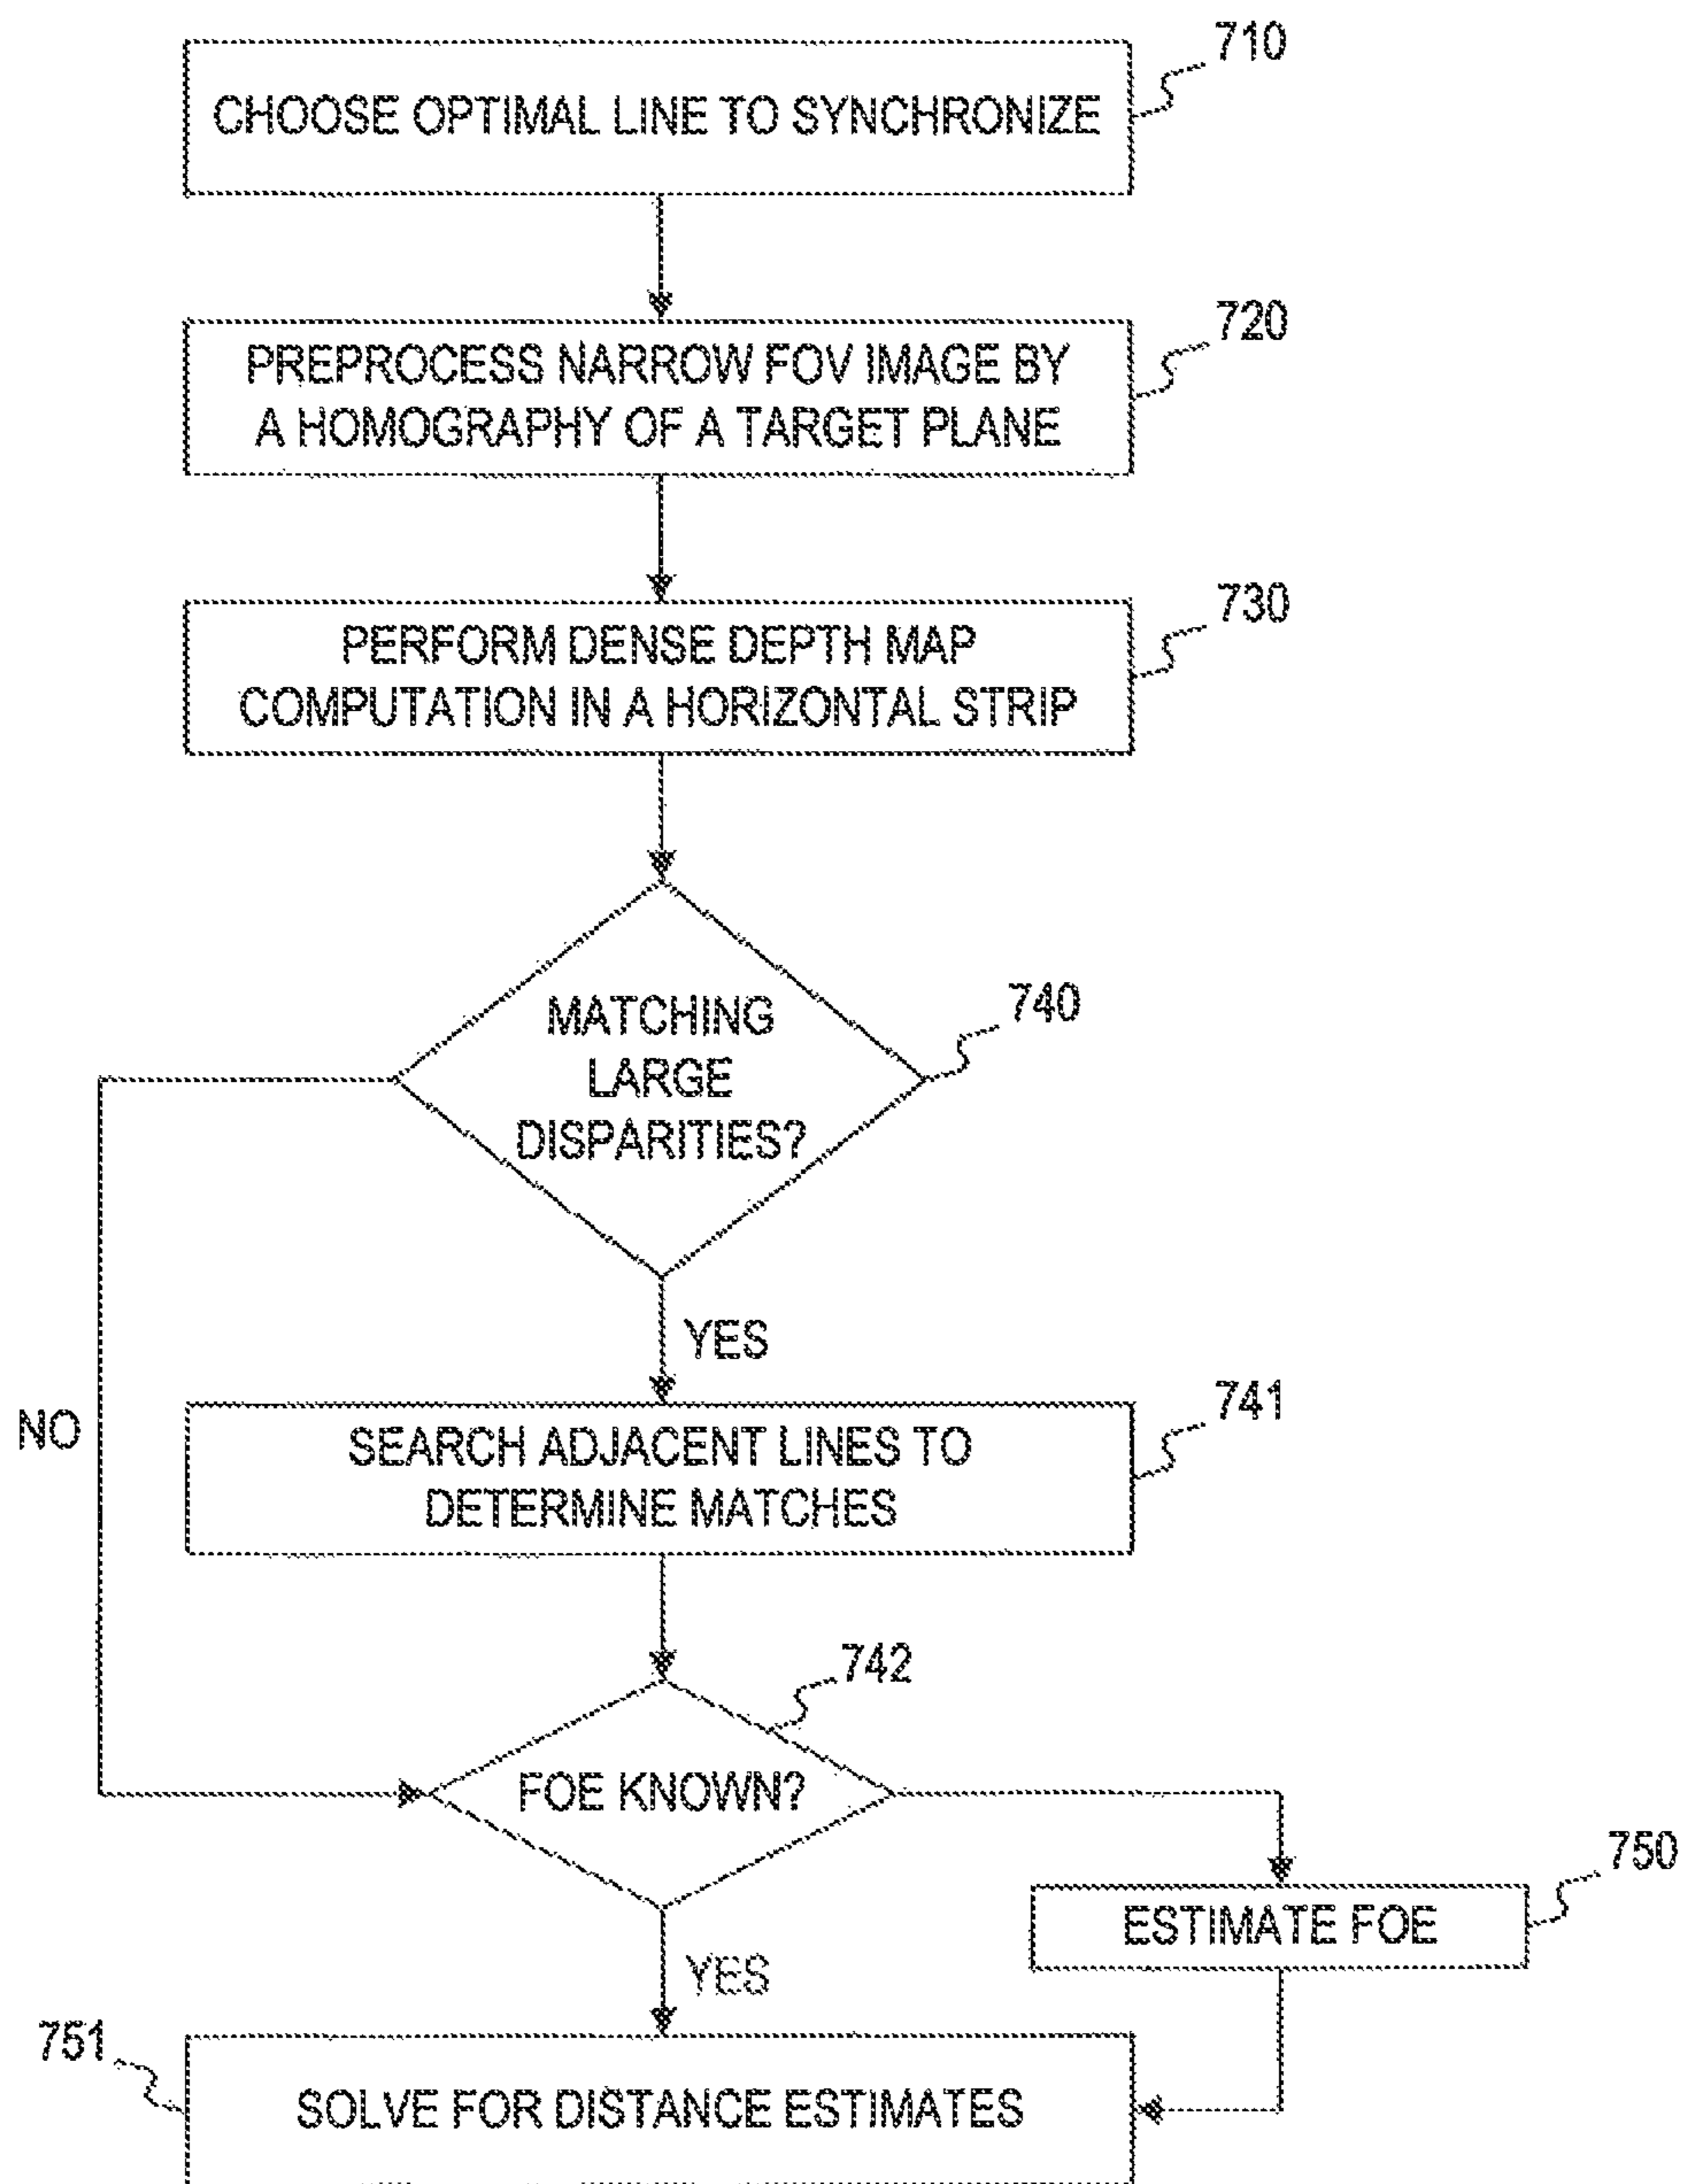 710
CHOOSE OPTIMAL LINE TO SYNCHRONIZE
720
PREPROCESS NARROW FOV IMAGE BY
A HOMOGRAPHY OF A TARGET PLANE
730
PERFORM DENSE DEPTH MAP
COMPUTATION IN A HORIZONTAL STRIP
740
MATCHING
LARGE
DISPARITIES?
YES
NO
741
SEARCH ADJACENT LINES TO
DETERMINE MATCHES
742
FOE KNOWN?
750
ESTIMATE FOE
YES
751
SOLVE FOR DISTANCE ESTIMATES